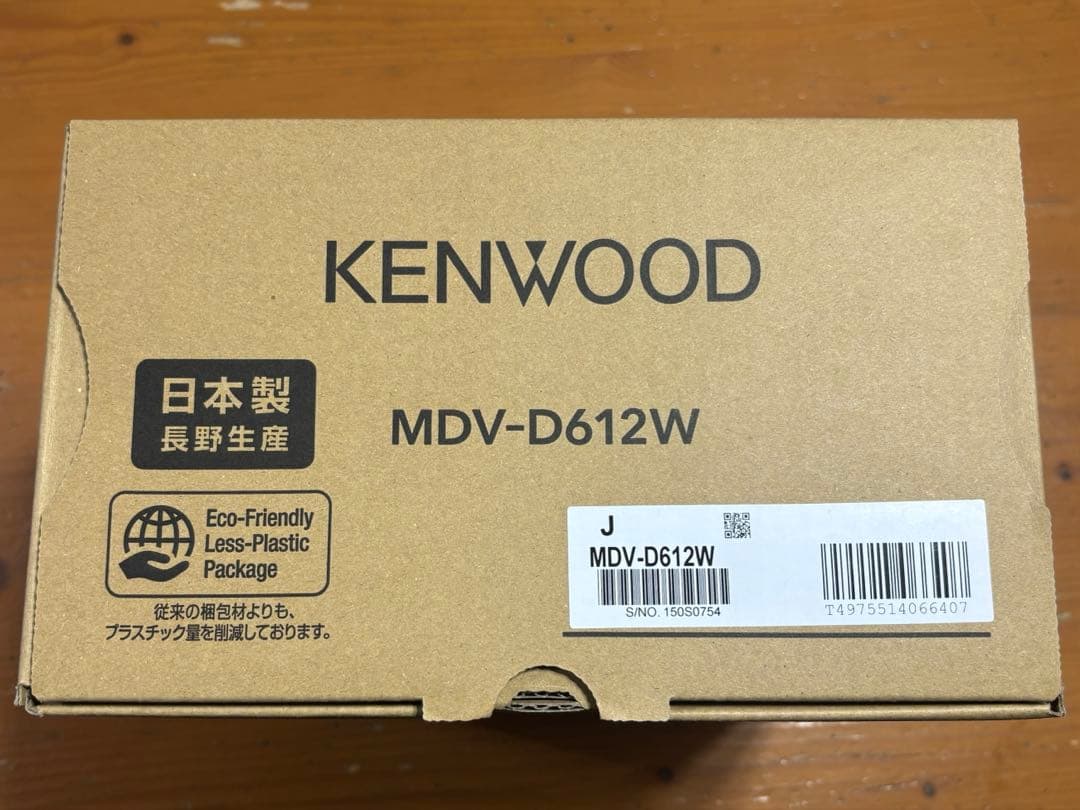 KENWOOD
日本製
長野生産
MDV-D612W
Eco-Friendly
Less-Plastic
Package
従来の梱包材よりも、
プラスチック量を削減しております。
J
MDV-D612W
S/NO. 150S0754
T4975514066407